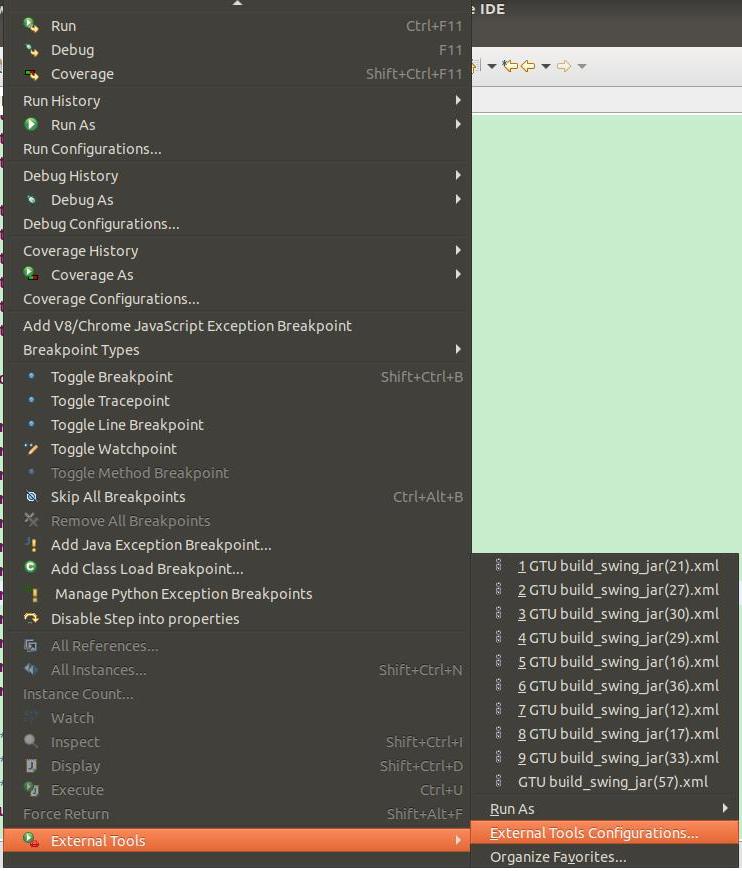 e IDE
Run Ctrl+F11
Debug F11
Coverage Shift+Ctrl+F11
Run History
Run As
Run Configurations...
Debug History
Debug As
Debug Configurations...
Coverage History
Coverage As
Coverage Configurations...
Add V8/Chrome JavaScript Exception Breakpoint
Breakpoint Types
Toggle Breakpoint Shift+Ctrl+B
Toggle Tracepoint
Toggle Line Breakpoint
Toggle Watchpoint
Toggle Method Breakpoint
Skip All Breakpoints Ctrl+Alt+B
Remove All Breakpoints
Add Java Exception Breakpoint...
Add Class Load Breakpoint...
Manage Python Exception Breakpoints
Disable Step into properties
All References...
All Instances... Shift+Ctrl+N
Instance Count...
Watch
Inspect Shift+Ctrl+I
Display Shift+Ctrl+D
Execute Ctrl+U
Force Return Shift+Alt+F
External Tools
1 GTU build_swing_jar(21).xml
2 GTU build_swing_jar(27).xml
3 GTU build_swing_jar(30).xml
4 GTU build_swing_jar(29).xml
5 GTU build_swing_jar(16).xml
6 GTU build_swing_jar(36).xml
7 GTU build_swing_jar(12).xml
8 GTU build_swing_jar(17).xml
9 GTU build_swing_jar(33).xml
GTU build_swing_jar(57).xml
Run As
External Tools Configurations...
Organize Favorites...